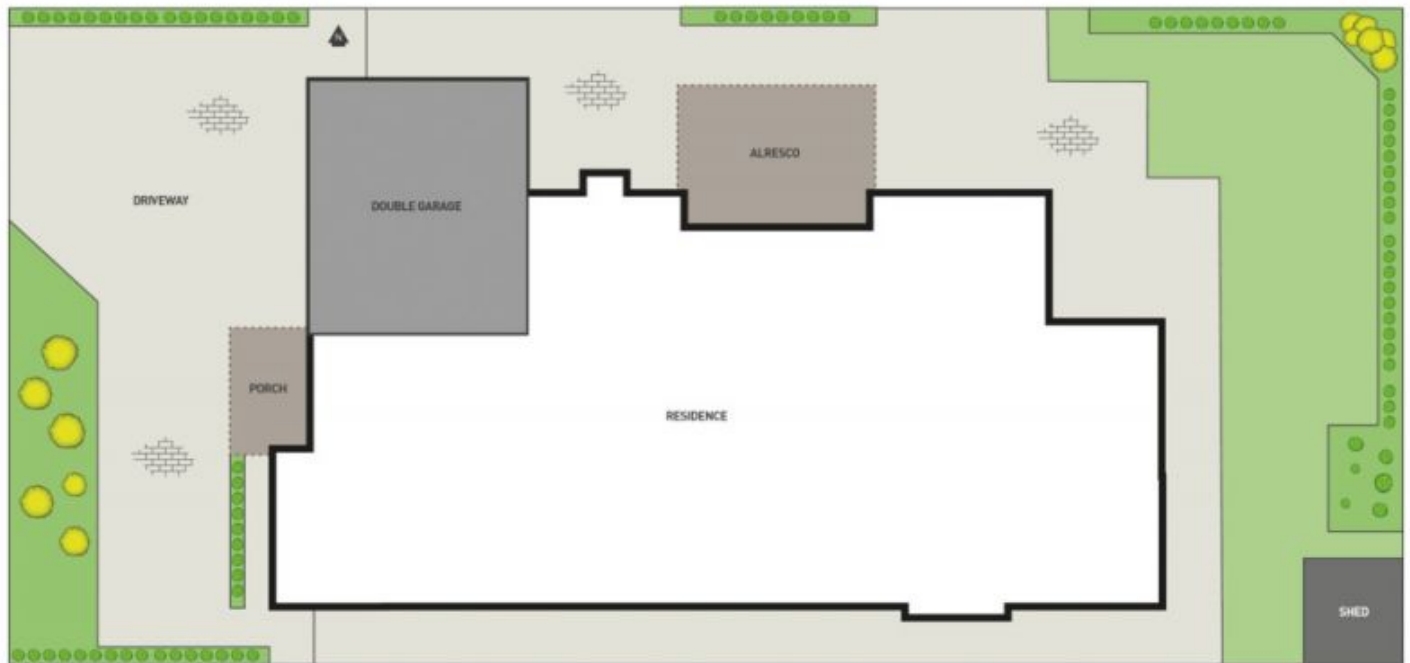 N
ALRESCO
DRIVEWAY
DOUBLE GARAGE
PORCH
RESIDENCE
SHED